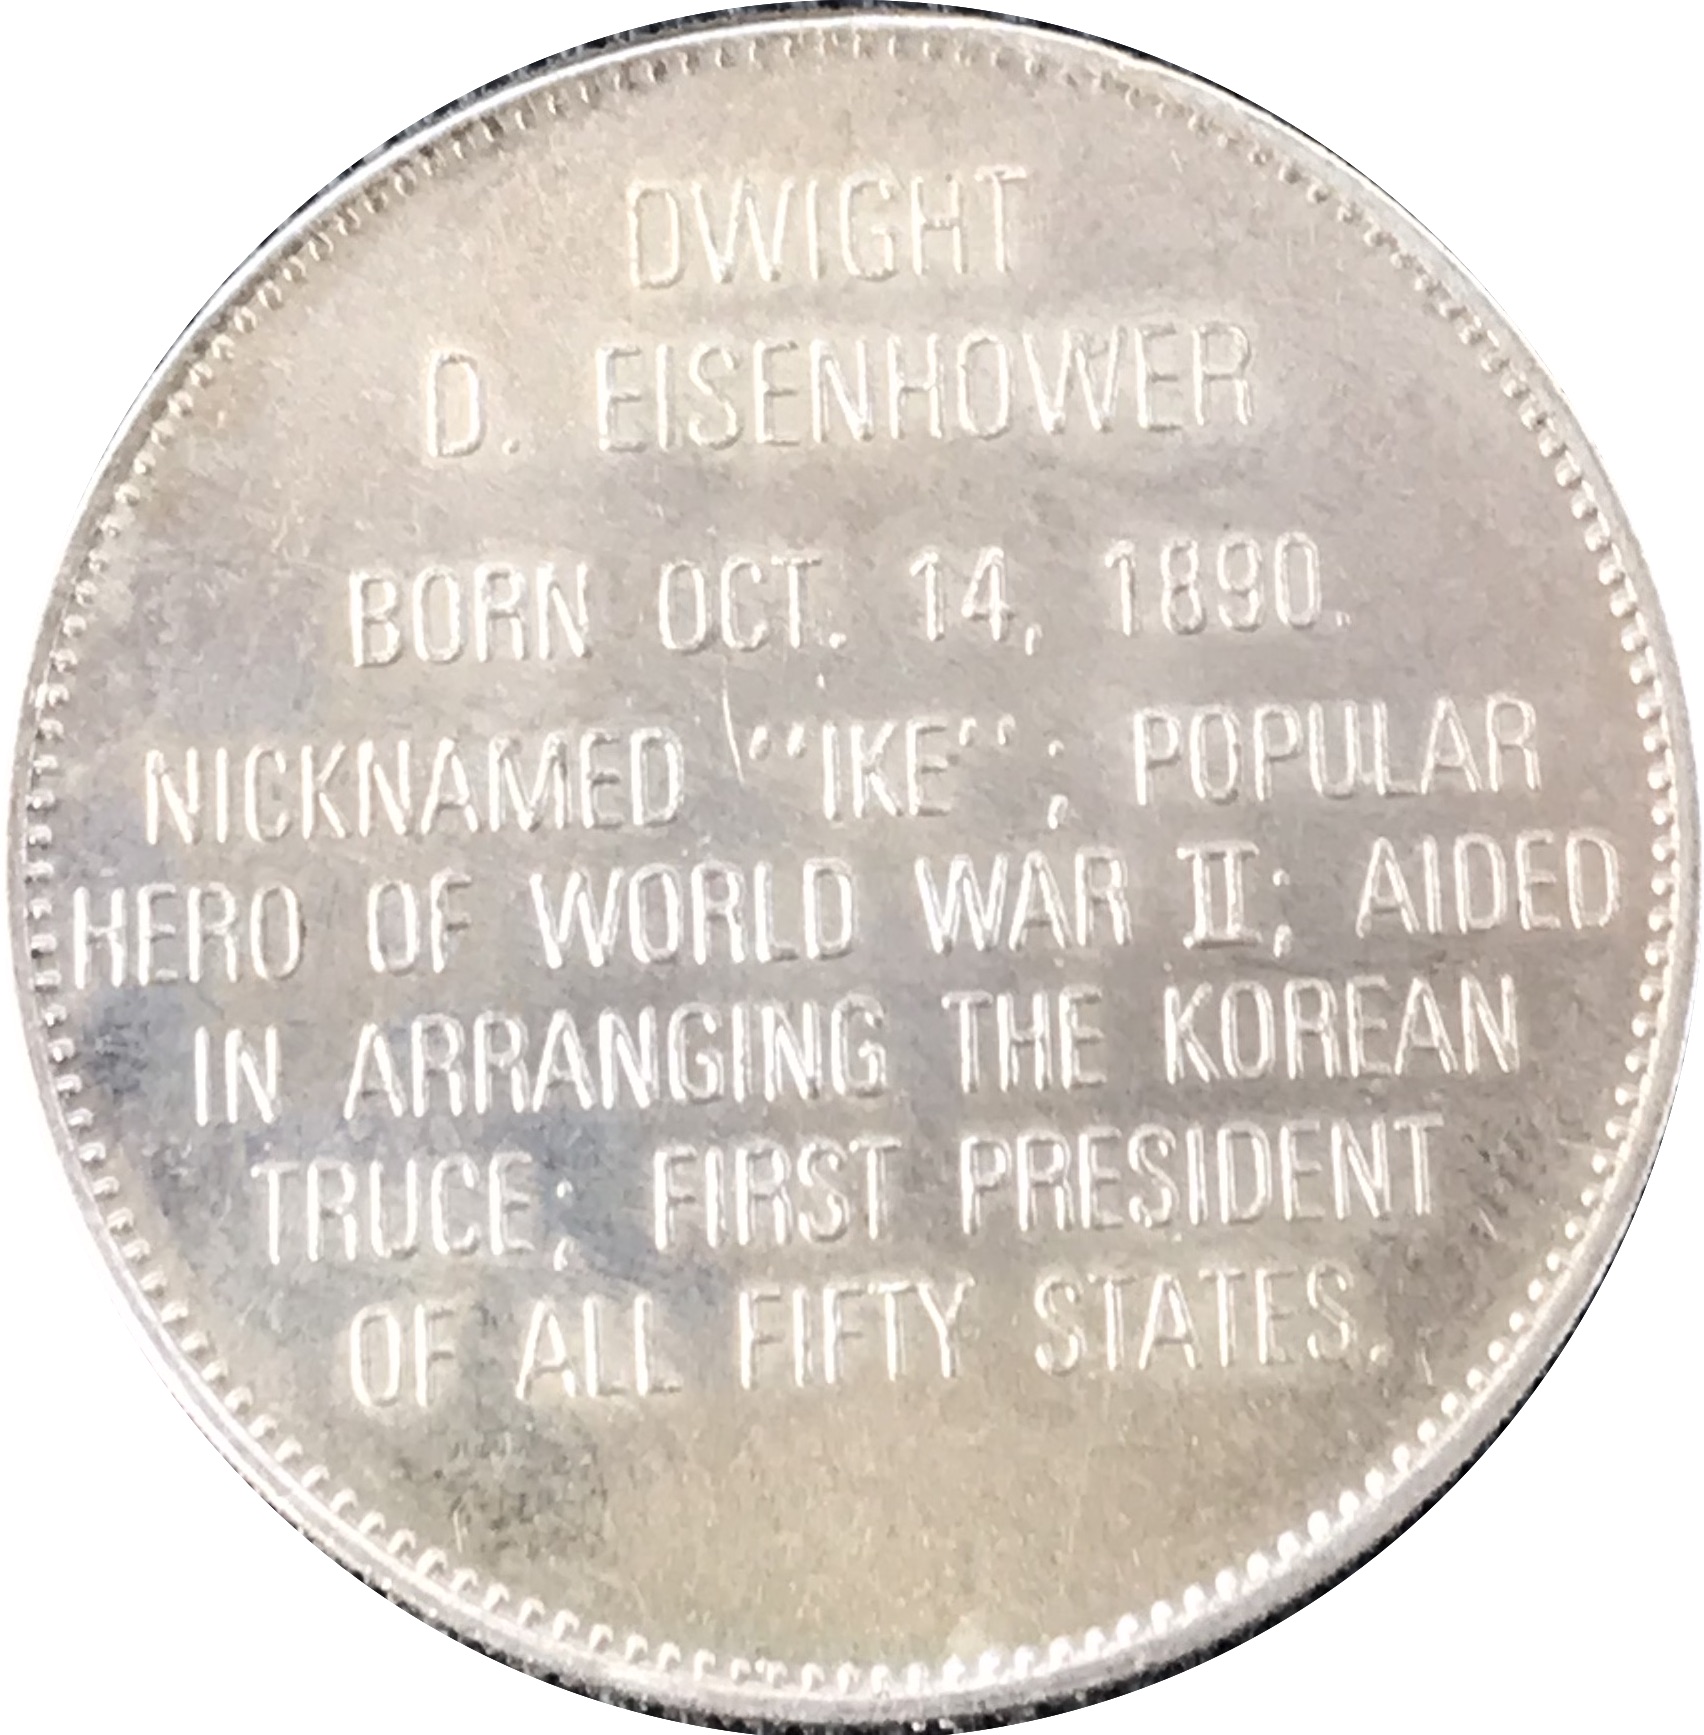 DWIGHT
D. EISENHOWER
BORN OCT. 14, 1890.
NICKNAMED "IKE"; POPULAR
HERO OF WORLD WAR II; AIDED
IN ARRANGING THE KOREAN
TRUCE; FIRST PRESIDENT
OF ALL FIFTY STATES.